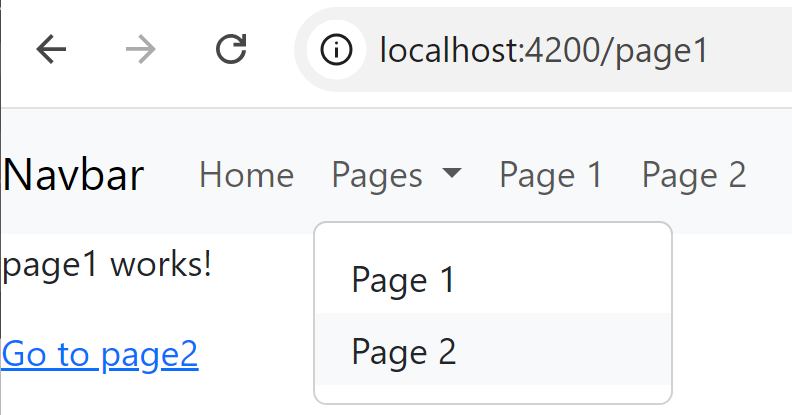 localhost:4200/page1
Navbar Home Pages Page 1 Page 2
page1 works!
Page 1
Go to page2
Page 2